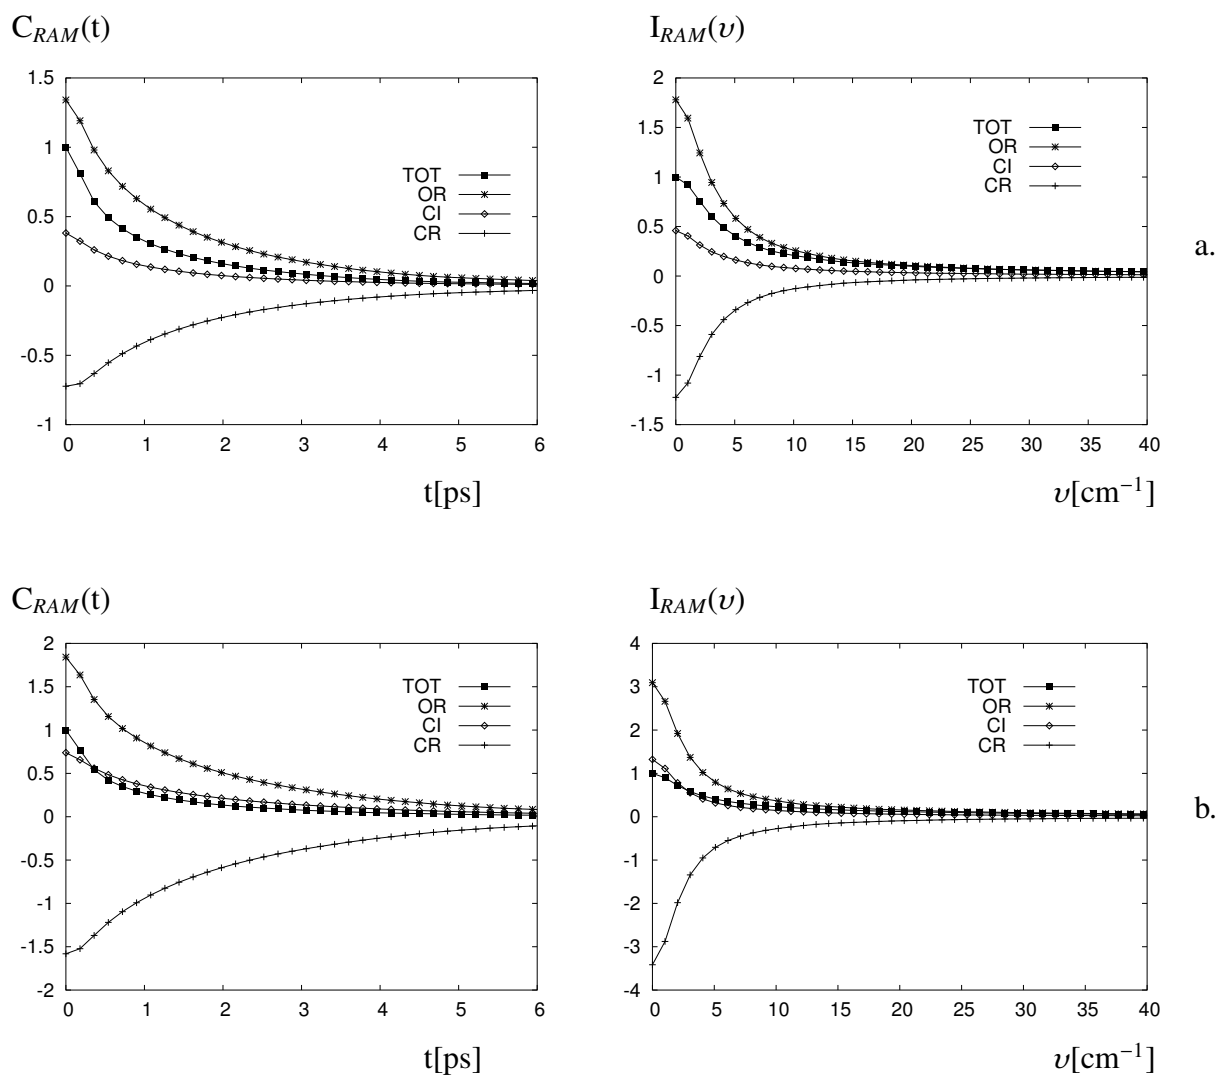 C_RAM(t)
I_RAM(υ)
1.5
1
0.5
0
-0.5
-1
0 1 2 3 4 5 6
TOT
OR
CI
CR
t[ps]
2
1.5
1
0.5
0
-0.5
-1
-1.5
0 5 10 15 20 25 30 35 40
TOT
OR
CI
CR
υ[cm⁻¹]
a.
C_RAM(t)
I_RAM(υ)
2
1.5
1
0.5
0
-0.5
-1
-1.5
-2
0 1 2 3 4 5 6
TOT
OR
CI
CR
t[ps]
4
3
2
1
0
-1
-2
-3
-4
0 5 10 15 20 25 30 35 40
TOT
OR
CI
CR
υ[cm⁻¹]
b.